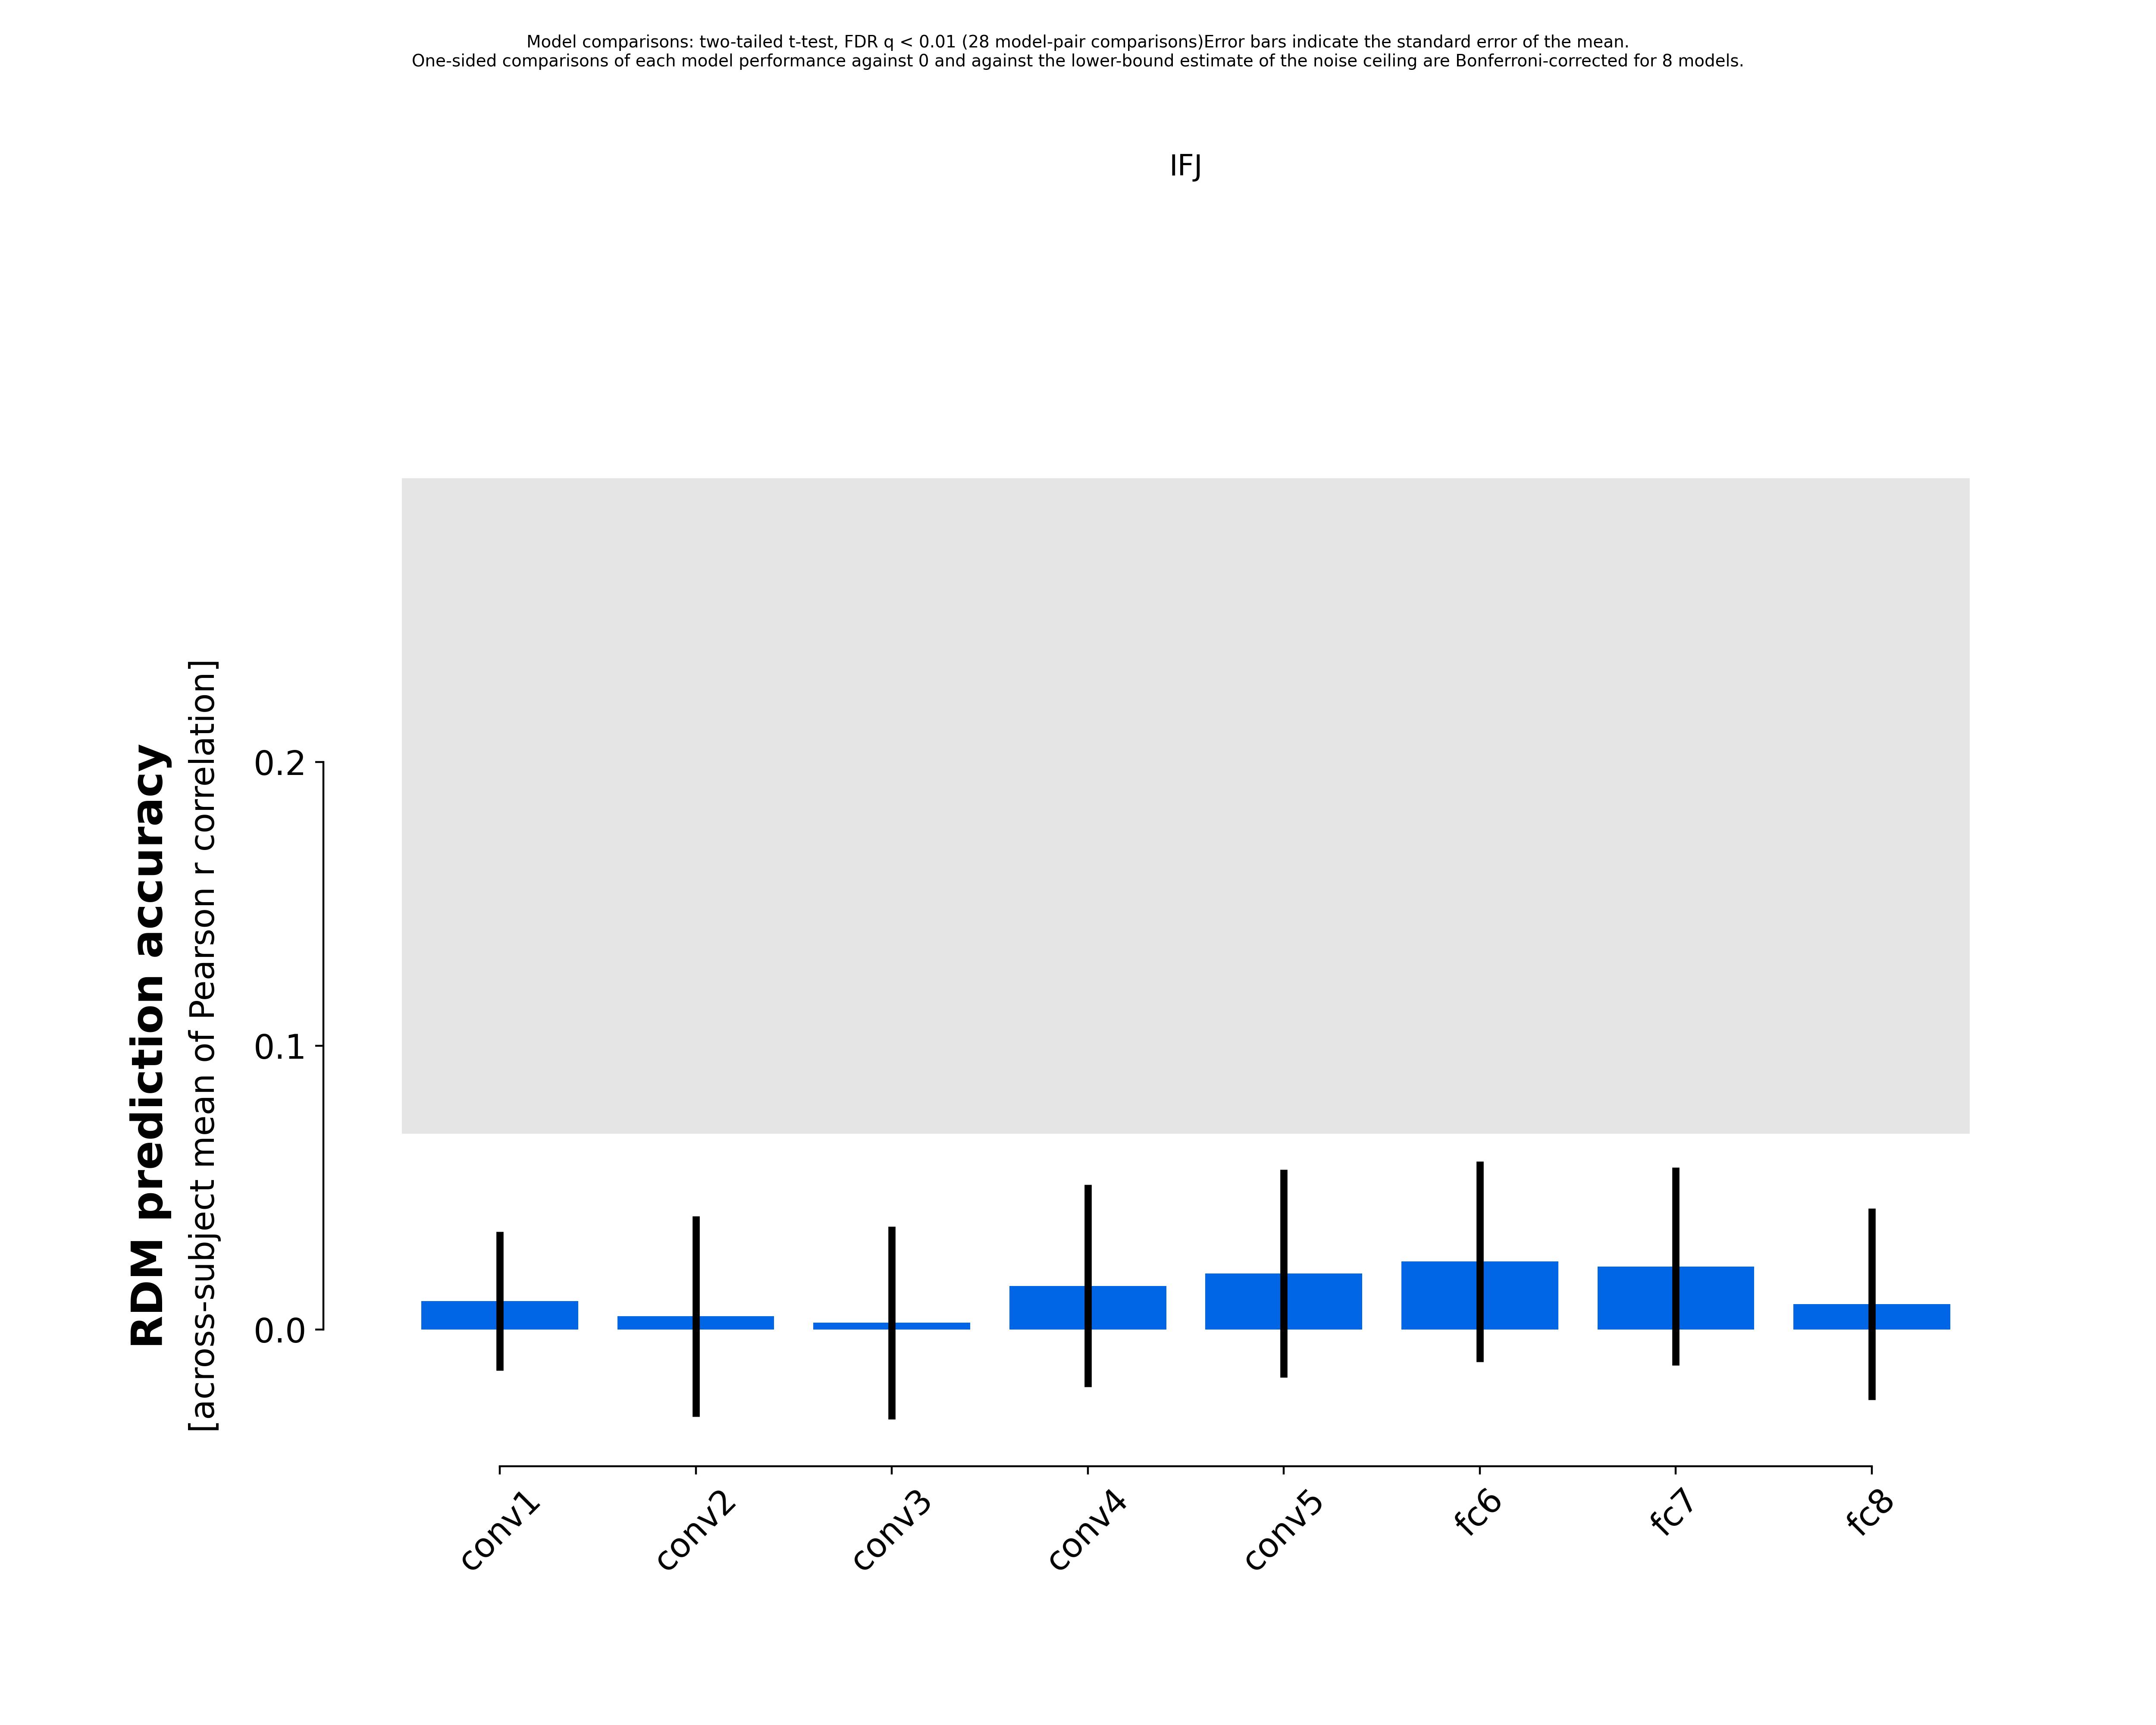 Model comparisons: two-tailed t-test, FDR q < 0.01 (28 model-pair comparisons)Error bars indicate the standard error of the mean.
One-sided comparisons of each model performance against 0 and against the lower-bound estimate of the noise ceiling are Bonferroni-corrected for 8 models.
IFJ
RDM prediction accuracy
[across-subject mean of Pearson r correlation]
0.2
0.1
0.0
conv1
conv2
conv3
conv4
conv5
fc6
fc7
fc8